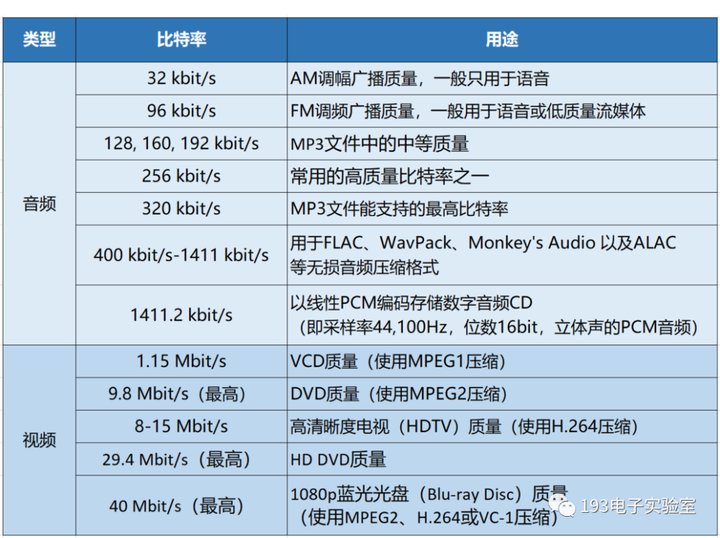 类型 比特率 用途
音频
32 kbit/s AM调幅广播质量，一般只用于语音
96 kbit/s FM调频广播质量，一般用于语音或低质量流媒体
128, 160, 192 kbit/s MP3文件中的中等质量
256 kbit/s 常用的高质量比特率之一
320 kbit/s MP3文件能支持的最高比特率
400 kbit/s-1411 kbit/s 用于FLAC、WavPack、Monkey's Audio 以及ALAC
等无损音频压缩格式
1411.2 kbit/s 以线性PCM编码存储数字音频CD
（即采样率44,100Hz，位数16bit，立体声的PCM音频）
视频
1.15 Mbit/s VCD质量（使用MPEG1压缩）
9.8 Mbit/s（最高） DVD质量（使用MPEG2压缩）
8-15 Mbit/s 高清晰度电视（HDTV）质量（使用H.264压缩）
29.4 Mbit/s（最高） HD DVD质量
40 Mbit/s（最高） 1080p蓝光光盘（Blu-ray Disc）质量
（使用MPEG2、H.264或VC-1压缩）
193电子实验室